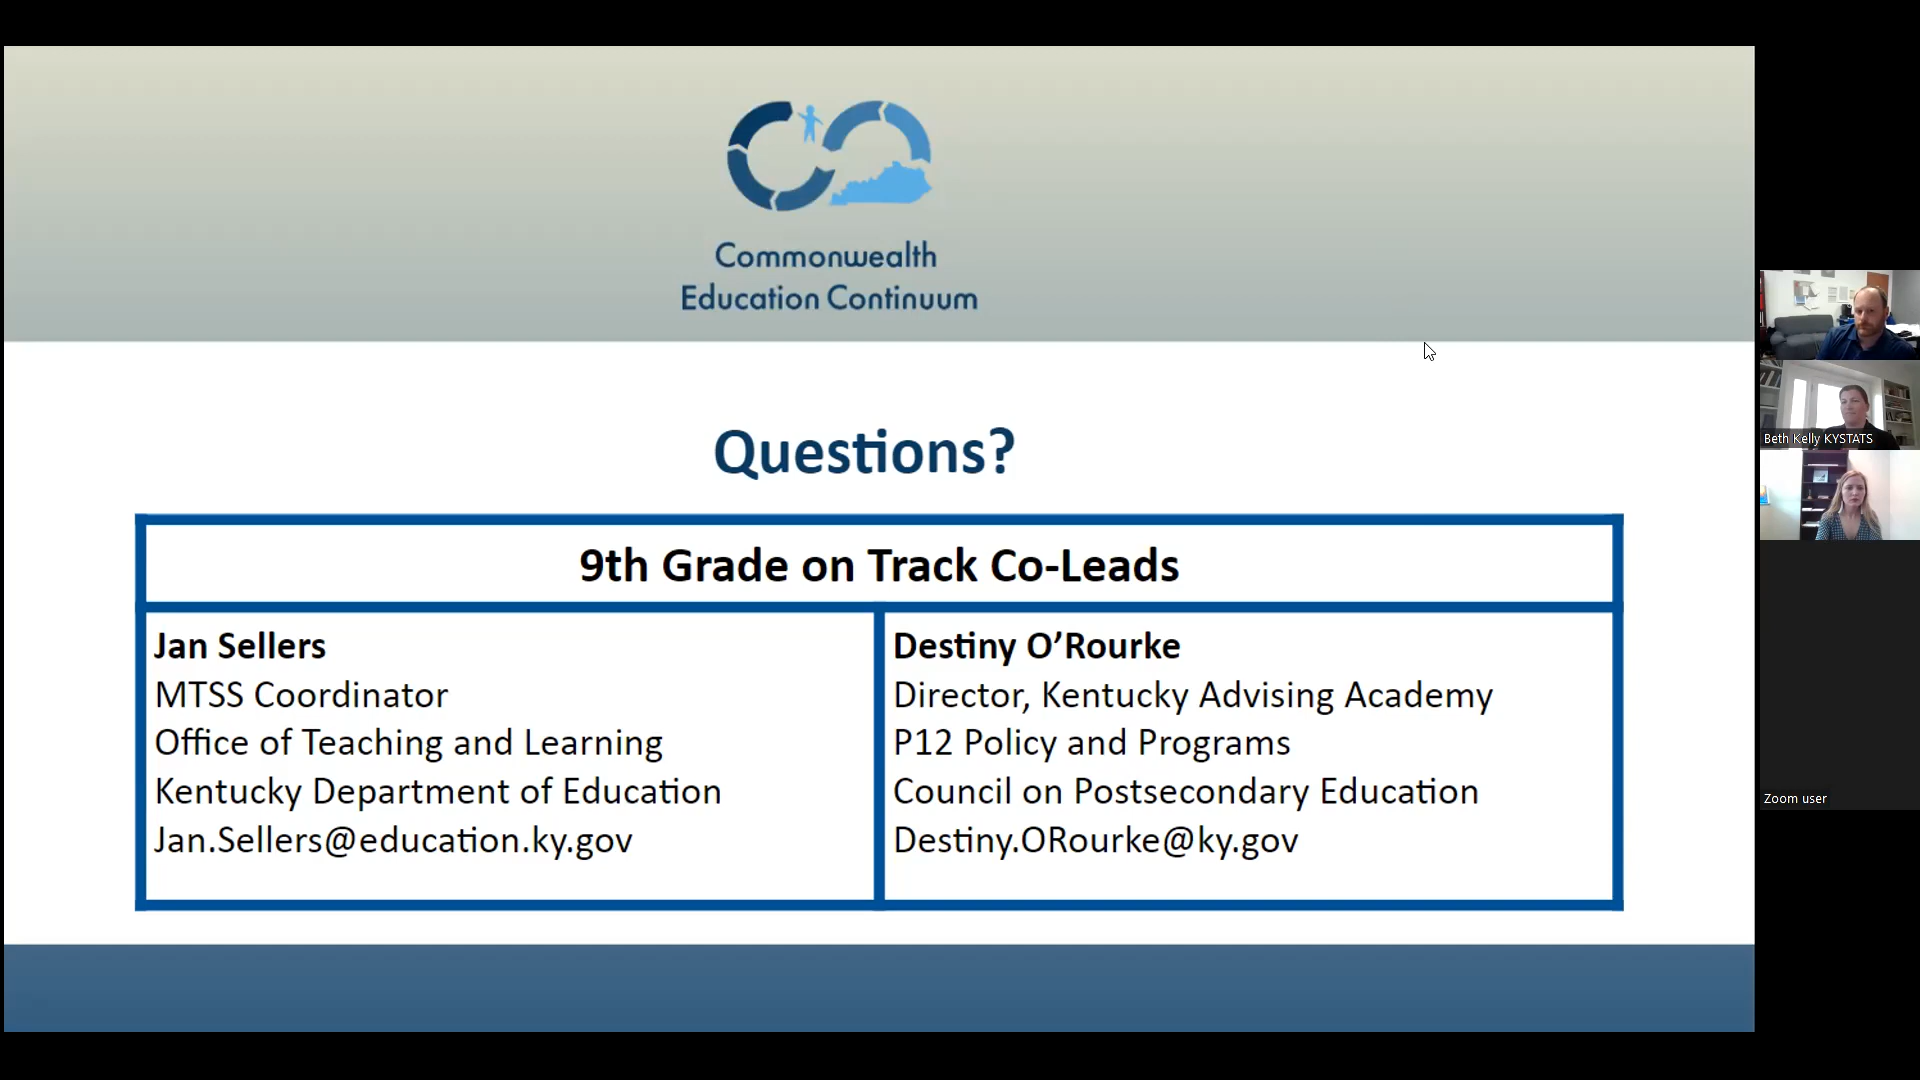 Commonwealth
Education Continuum
Questions?
9th Grade on Track Co-Leads
Jan Sellers
MTSS Coordinator
Office of Teaching and Learning
Kentucky Department of Education
Jan.Sellers@education.ky.gov
Destiny O’Rourke
Director, Kentucky Advising Academy
P12 Policy and Programs
Council on Postsecondary Education
Destiny.ORourke@ky.gov
Beth Kelly KYSTATS
Zoom user